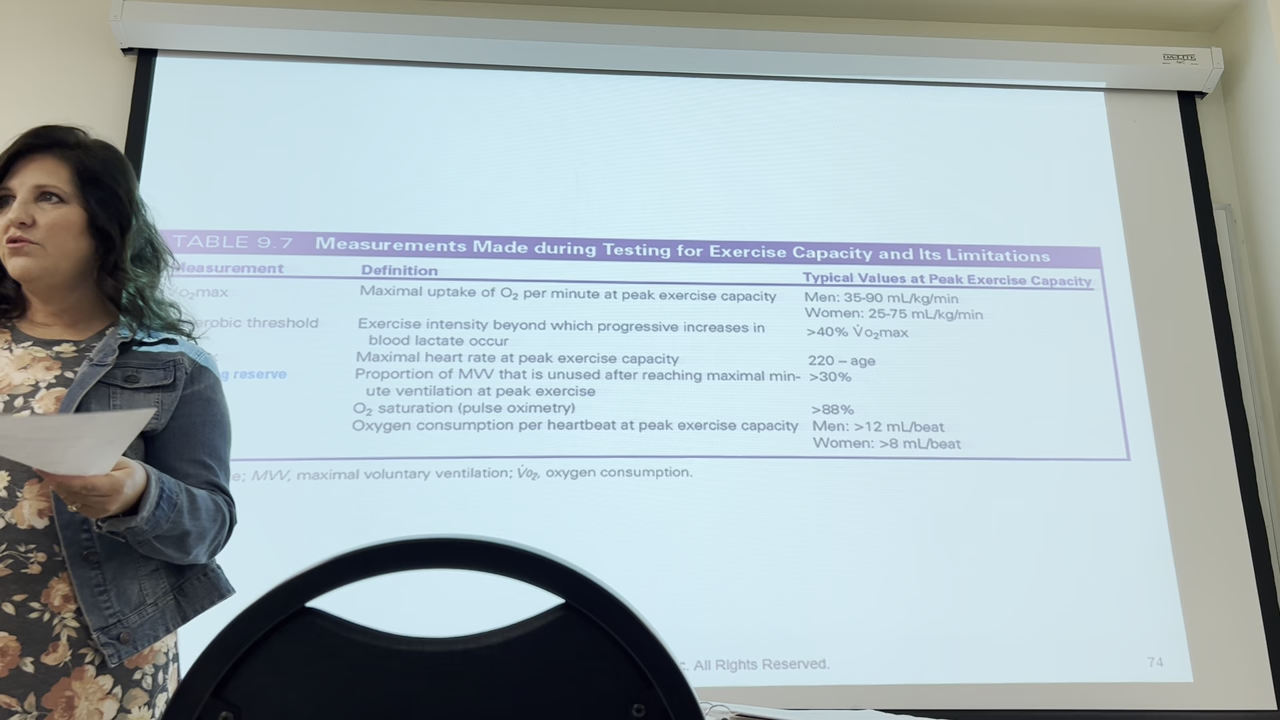 TABLE 9.7 Measurements Made during Testing for Exercise Capacity and Its Limitations
Measurement Definition Typical Values at Peak Exercise Capacity
o₂max Maximal uptake of O₂ per minute at peak exercise capacity Men: 35-90 mL/kg/min
Women: 25-75 mL/kg/min
erobic threshold Exercise intensity beyond which progressive increases in >40% V̇o₂max
blood lactate occur
Maximal heart rate at peak exercise capacity 220 – age
g reserve Proportion of MVV that is unused after reaching maximal min- >30%
ute ventilation at peak exercise
O₂ saturation (pulse oximetry) >88%
Oxygen consumption per heartbeat at peak exercise capacity Men: >12 mL/beat
Women: >8 mL/beat
e; MVV, maximal voluntary ventilation; V̇o₂, oxygen consumption.
c. All Rights Reserved. 74